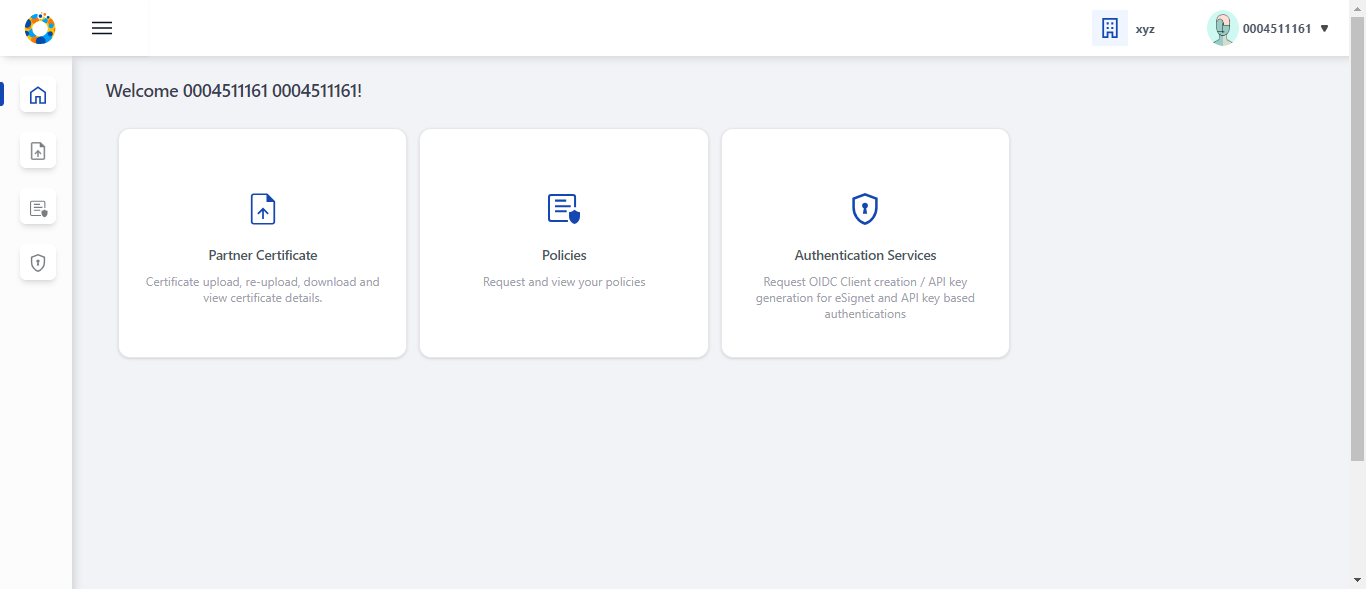 xyz
0004511161
Welcome 0004511161 0004511161!
Partner Certificate
Certificate upload, re-upload, download and
view certificate details.
Policies
Request and view your policies
Authentication Services
Request OIDC Client creation / API key
generation for eSignet and API key based
authentications